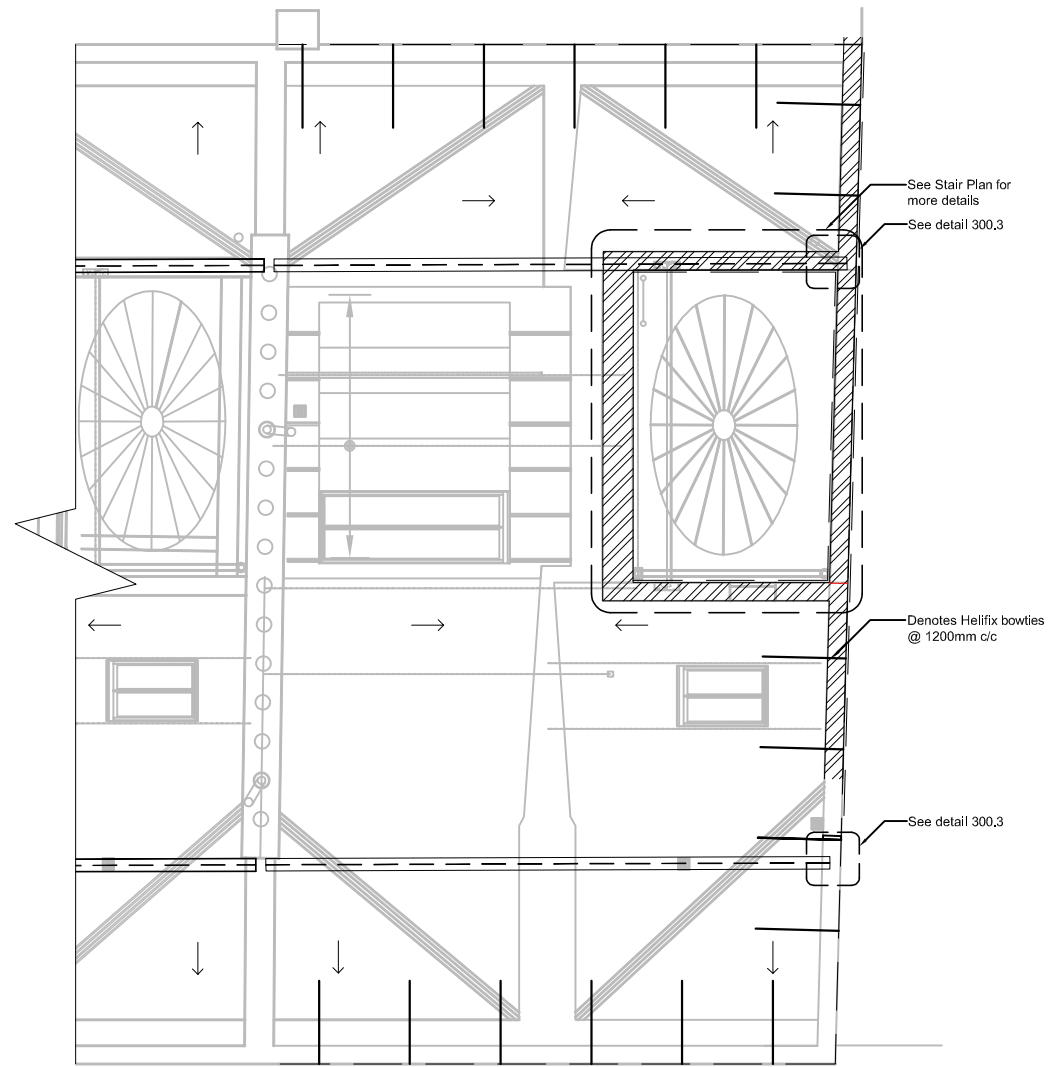 See Stair Plan for
more details
See detail 300.3
Denotes Helifix bowties
@ 1200mm c/c
See detail 300.3